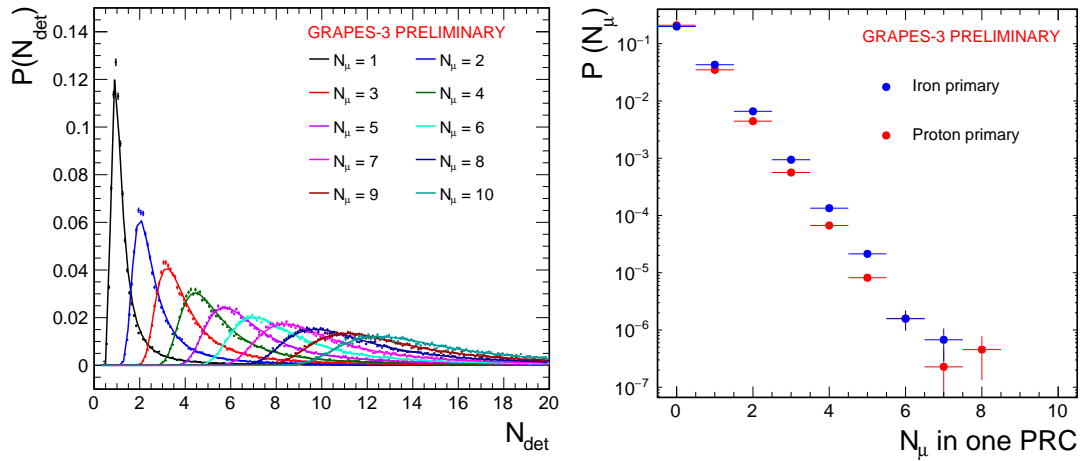 P(N_det)
0.14
0.12
0.1
0.08
0.06
0.04
0.02
0
GRAPES-3 PRELIMINARY
N_μ = 1
N_μ = 2
N_μ = 3
N_μ = 4
N_μ = 5
N_μ = 6
N_μ = 7
N_μ = 8
N_μ = 9
N_μ = 10
0 2 4 6 8 10 12 14 16 18 20
N_det
P (N_μ)
10⁻¹
10⁻²
10⁻³
10⁻⁴
10⁻⁵
10⁻⁶
10⁻⁷
GRAPES-3 PRELIMINARY
Iron primary
Proton primary
0 2 4 6 8 10
N_μ in one PRC